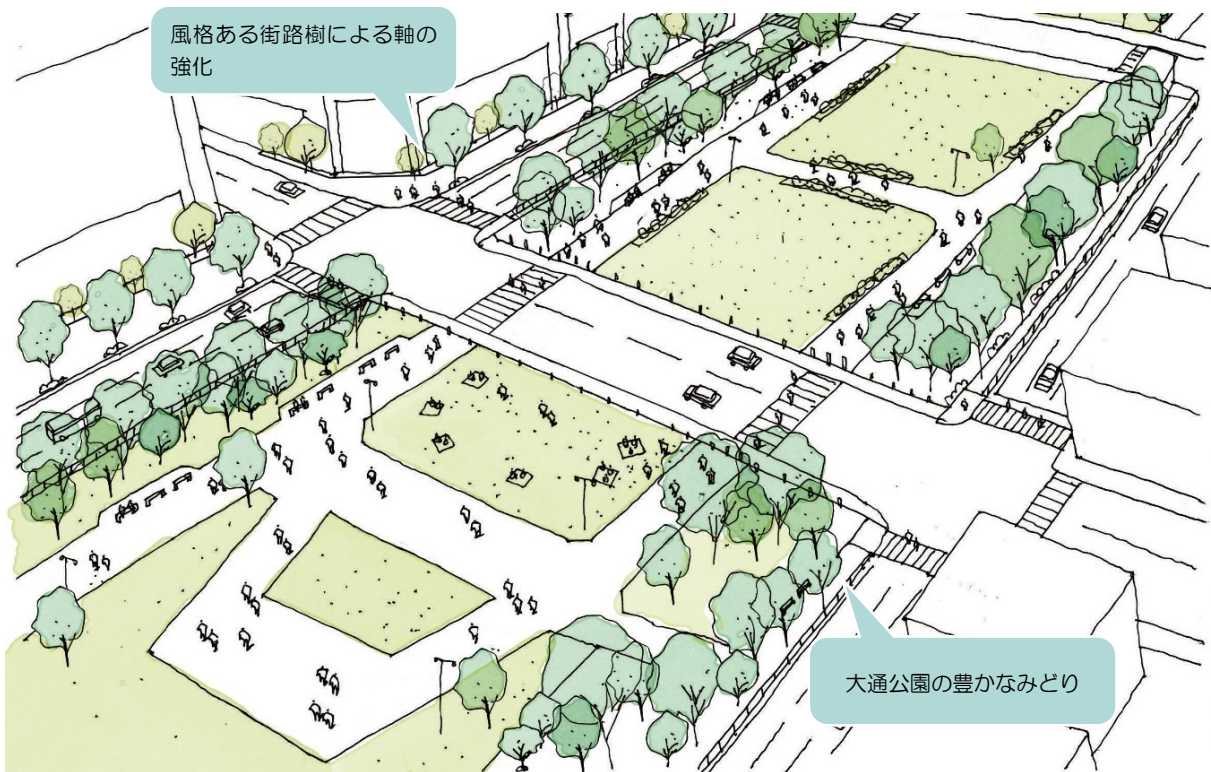 風格ある街路樹による軸の
強化
大通公園の豊かなみどり